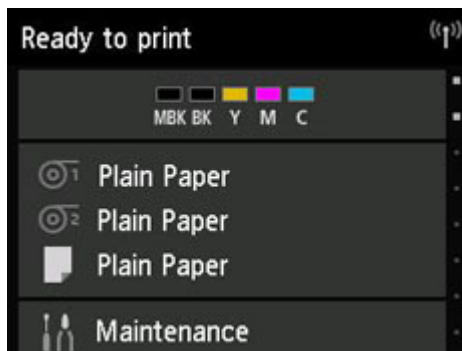 Ready to print
MBK BK Y M C
1 Plain Paper
2 Plain Paper
Plain Paper
Maintenance